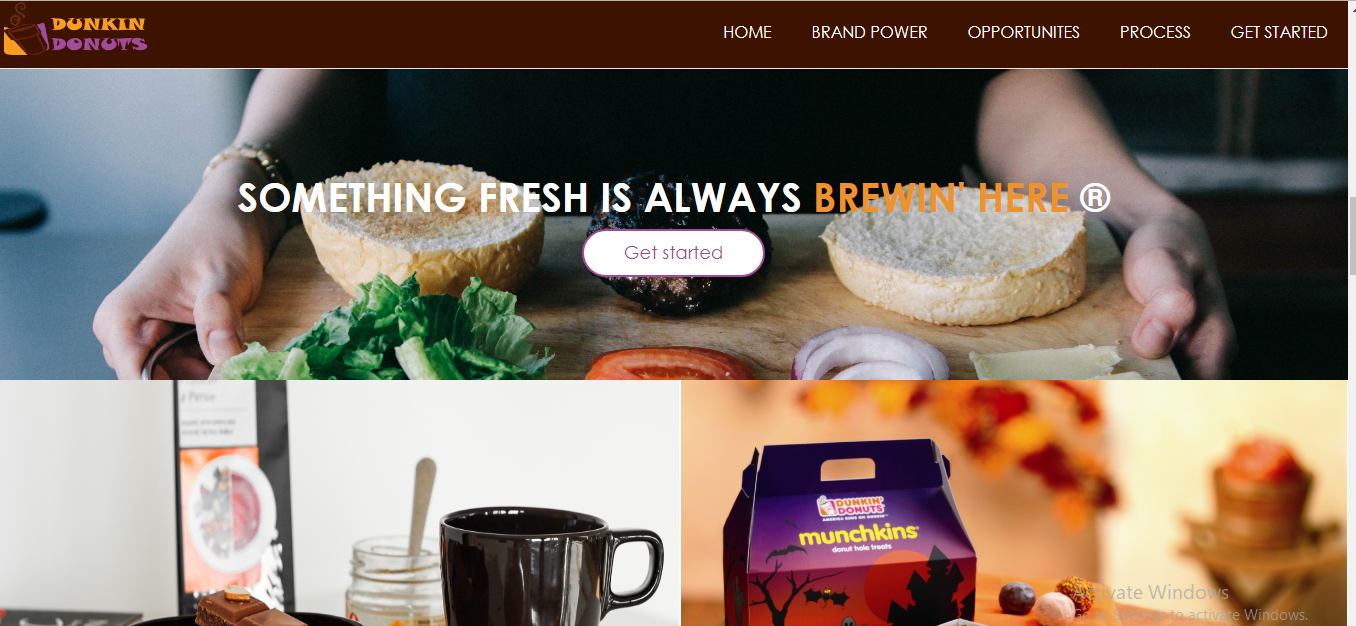 DUNKIN
DONUTS
HOME
BRAND POWER
OPPORTUNITES
PROCESS
GET STARTED
SOMETHING FRESH IS ALWAYS BREWIN' HERE ®
Get started
DUNKIN'
DONUTS
AMERICA RUNS ON DUNKIN'™
munchkins®
donut hole treats
Activate Windows
Go to Settings to activate Windows.